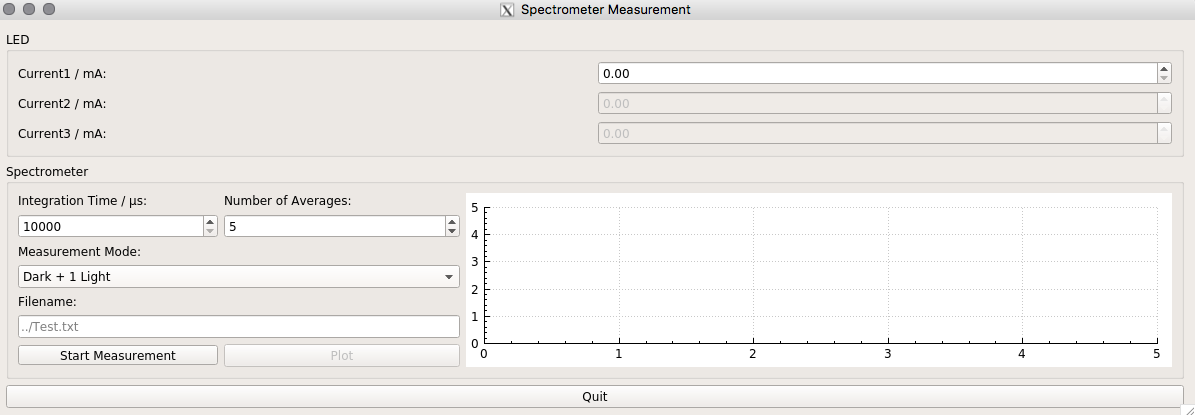 Spectrometer Measurement
LED
Current1 / mA:
0.00
Current2 / mA:
0.00
Current3 / mA:
0.00
Spectrometer
Integration Time / µs:
Number of Averages:
10000
5
Measurement Mode:
Dark + 1 Light
Filename:
../Test.txt
Start Measurement
Plot
5
4
3
2
1
0
0 1 2 3 4 5
Quit